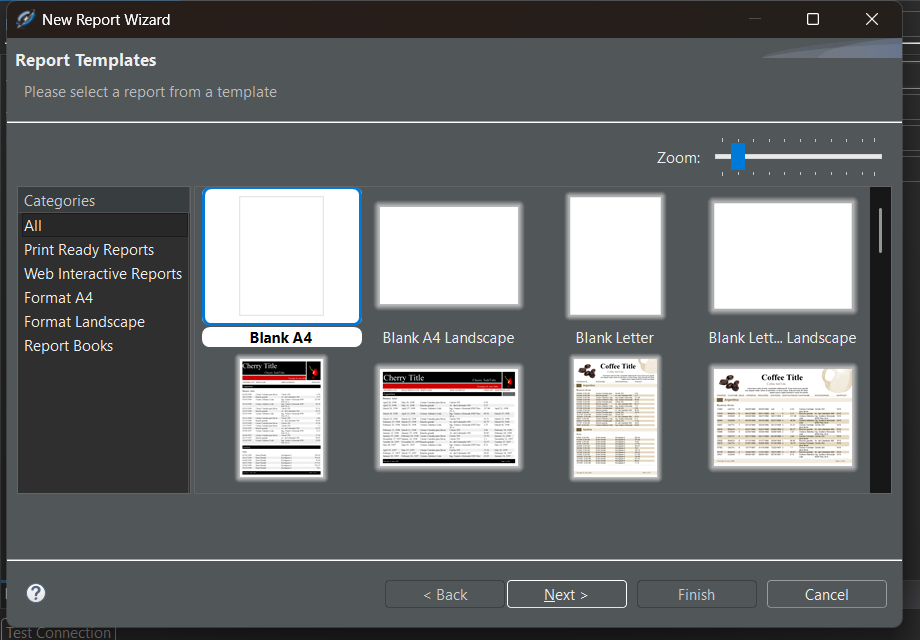 New Report Wizard
Report Templates
Please select a report from a template
Zoom:
Categories
All
Print Ready Reports
Web Interactive Reports
Format A4
Format Landscape
Report Books
Blank A4
Blank A4 Landscape
Blank Letter
Blank Lett... Landscape
Cherry Title
Cherry Title
Coffee Title
Coffee Title
?
< Back
Next >
Finish
Cancel
Test Connection